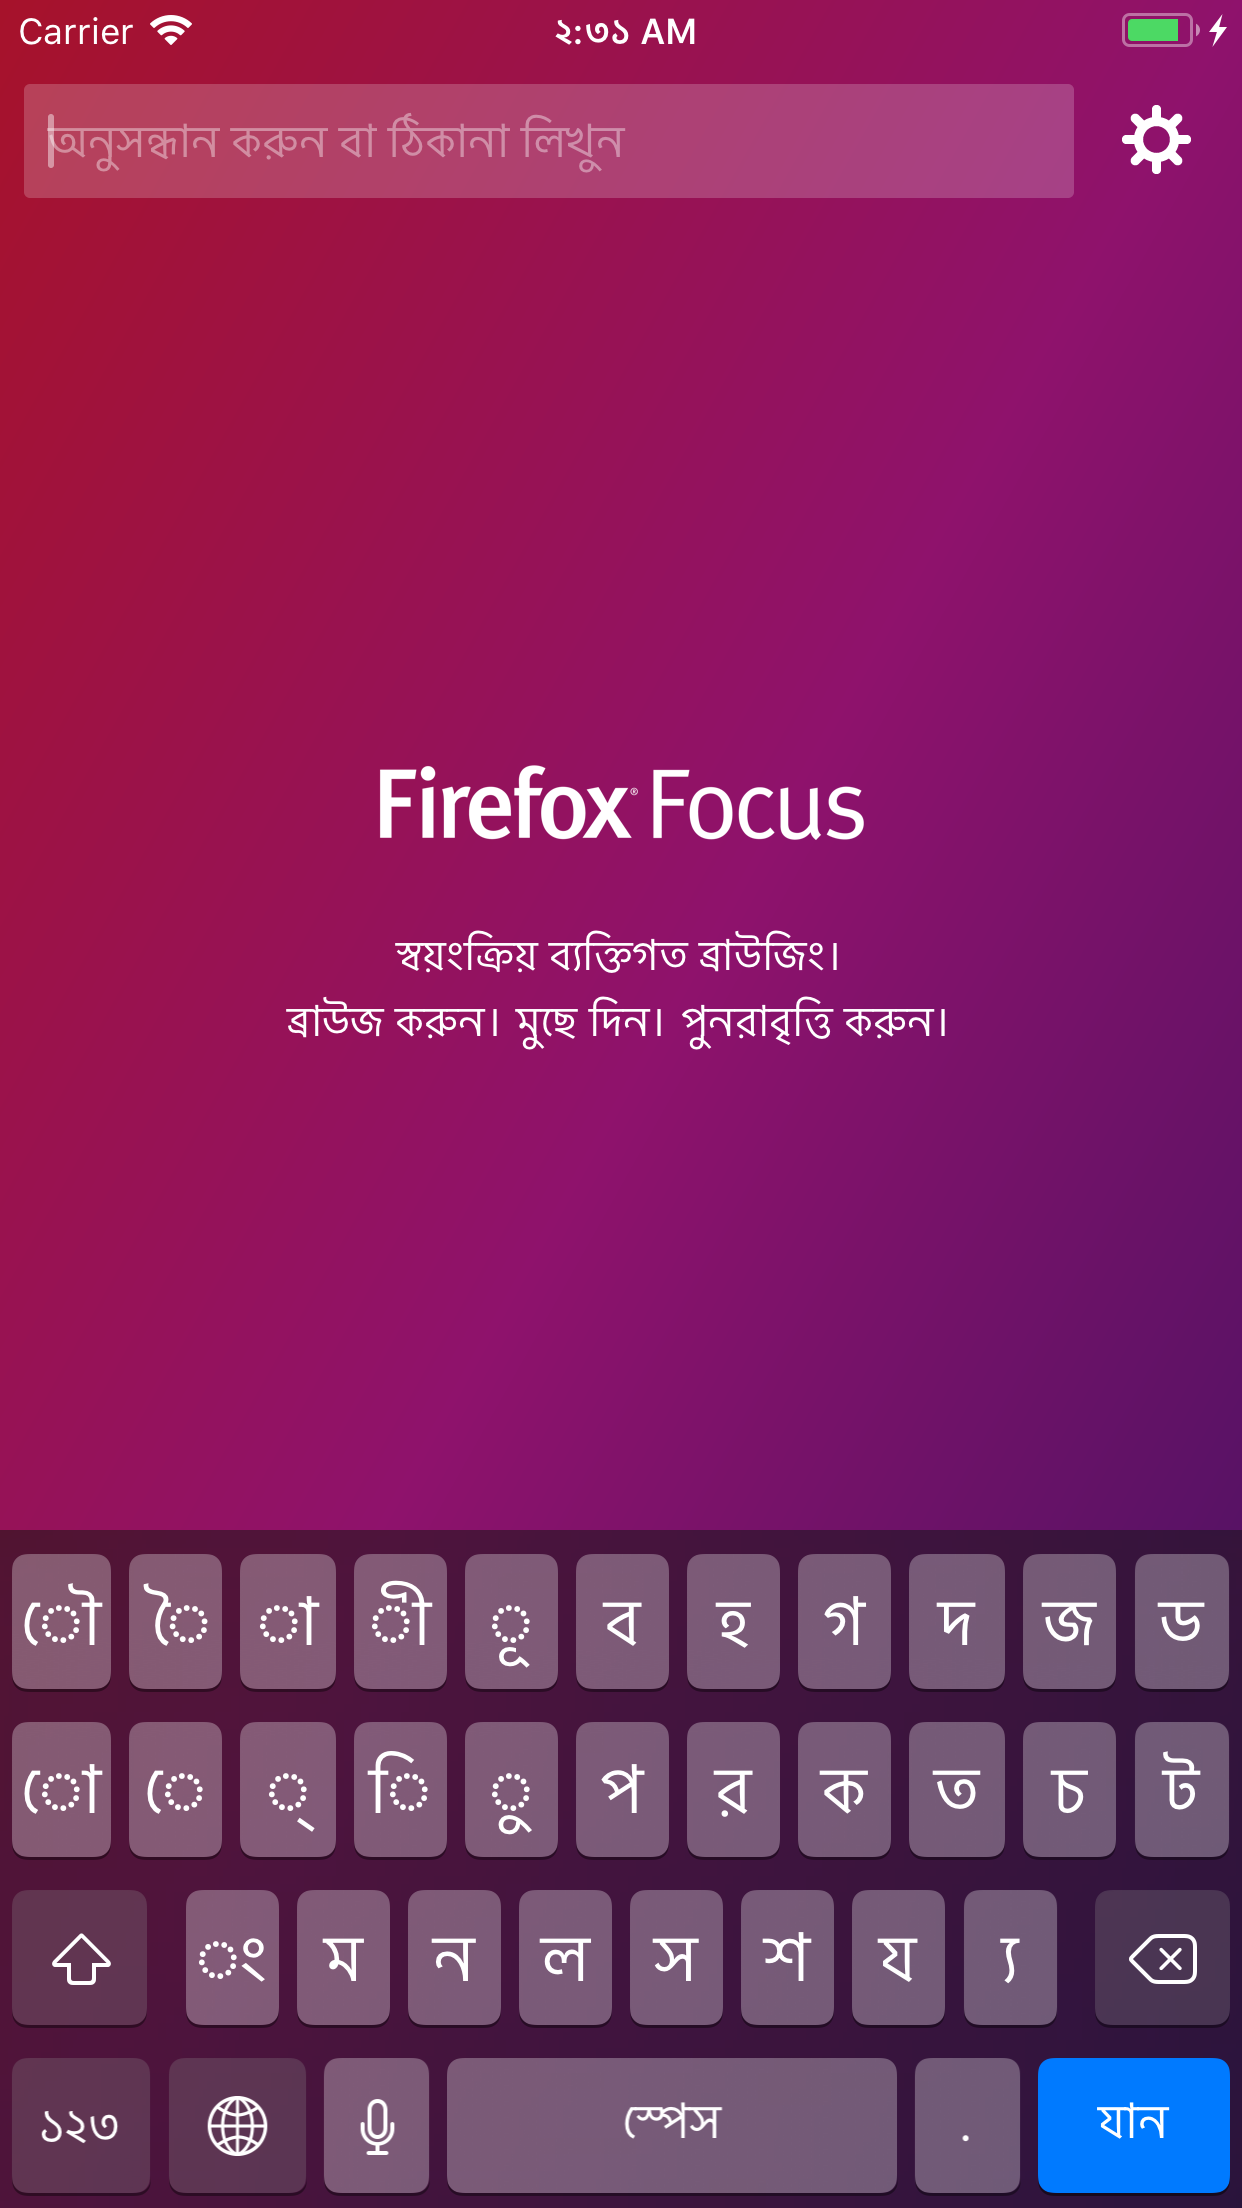 Carrier ২:৩১ AM
অনুসন্ধান করুন বা ঠিকানা লিখুন
Firefox® Focus
স্বয়ংক্রিয় ব্যক্তিগত ব্রাউজিং।
ব্রাউজ করুন। মুছে দিন। পুনরাবৃত্তি করুন।
ৌ ৈ া ী ূ ব হ গ দ জ ড
ো ে ্ ি ু প র ক ত চ ট
ং ম ন ল স শ য ্য
১২৩ স্পেস . যান